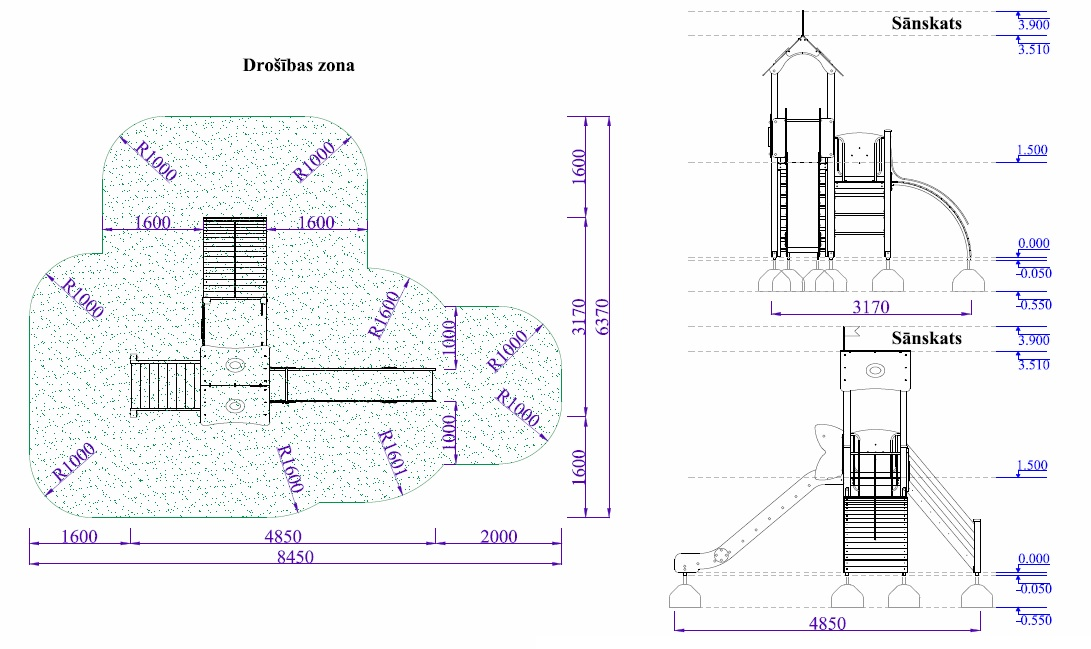 Drošības zona
R1000
R1000
1600
1600
R1000
R1600
1000
R1000
R1000
1000
R1000
R1600
R1601
1600
3170
6370
1600
1600
4850
2000
8450
Sānskats
3.900
3.510
1.500
0.000
-0.050
-0.550
3170
Sānskats
3.900
3.510
1.500
0.000
-0.050
-0.550
4850